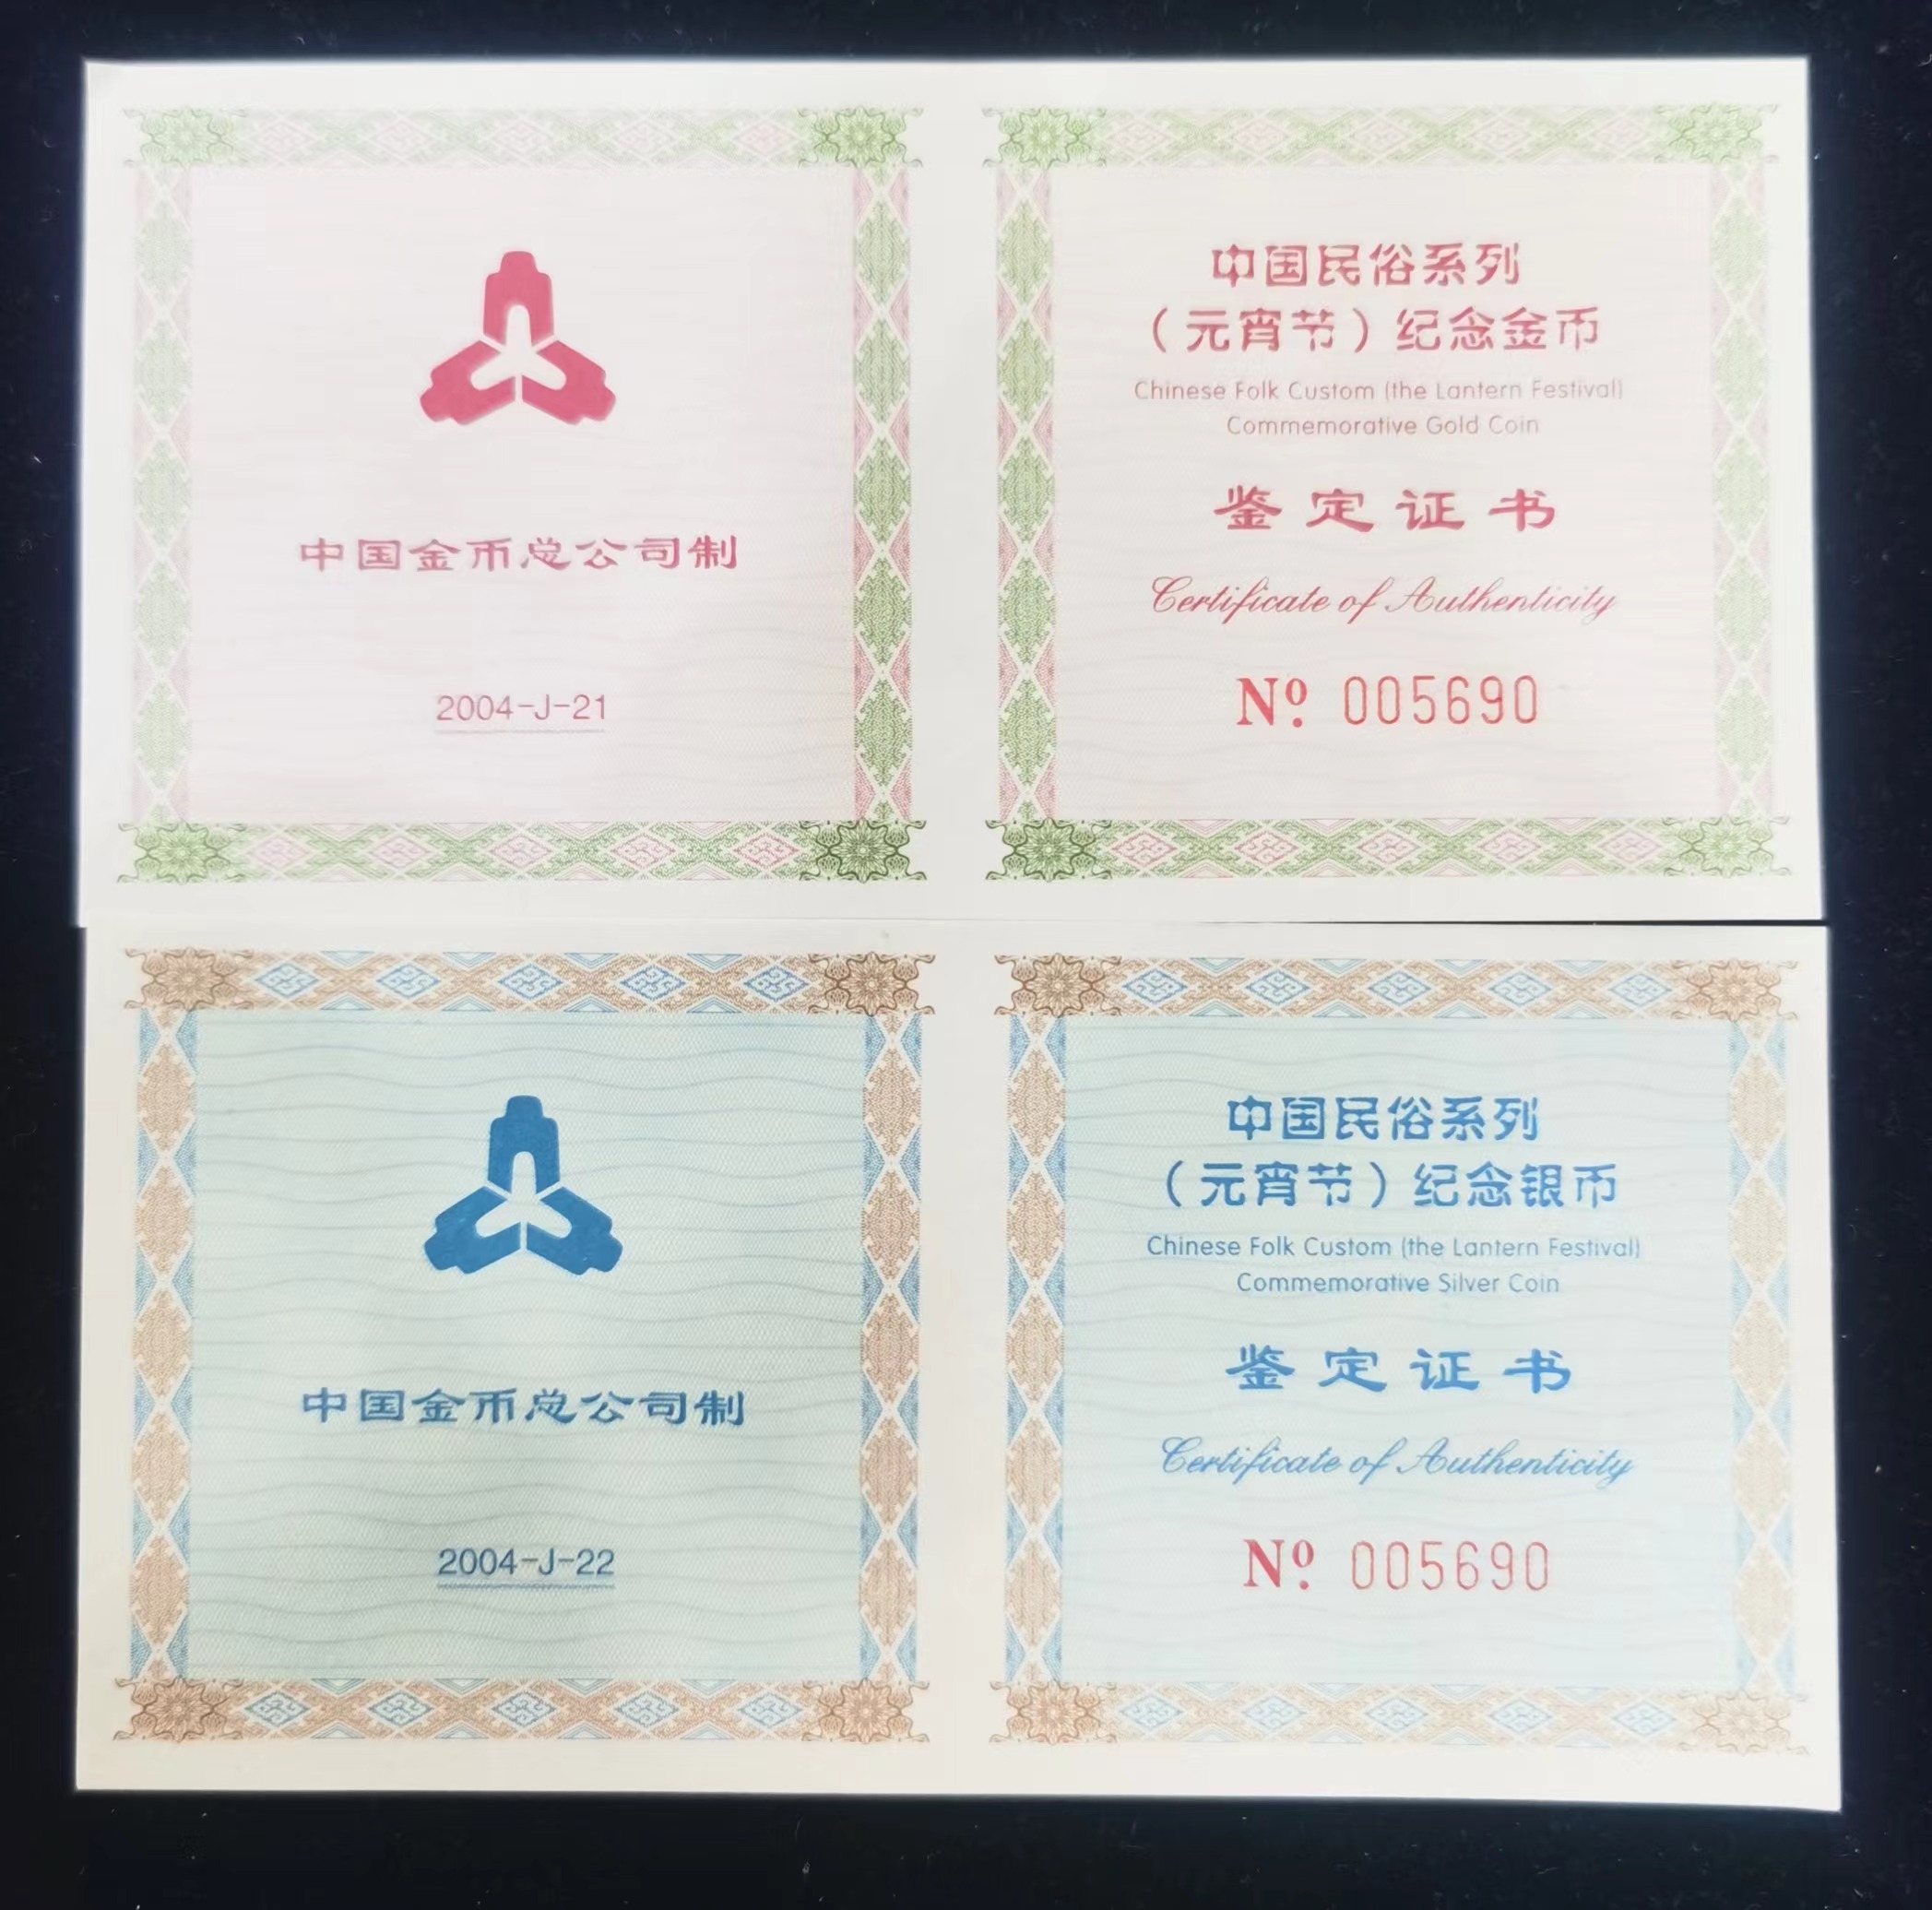 中国金币总公司制
2004-J-21
中国民俗系列
（元宵节）纪念金币
Chinese Folk Custom (the Lantern Festival)
Commemorative Gold Coin
鉴定证书
Certificate of Authenticity
Nº 005690
中国金币总公司制
2004-J-22
中国民俗系列
（元宵节）纪念银币
Chinese Folk Custom (the Lantern Festival)
Commemorative Silver Coin
鉴定证书
Certificate of Authenticity
Nº 005690